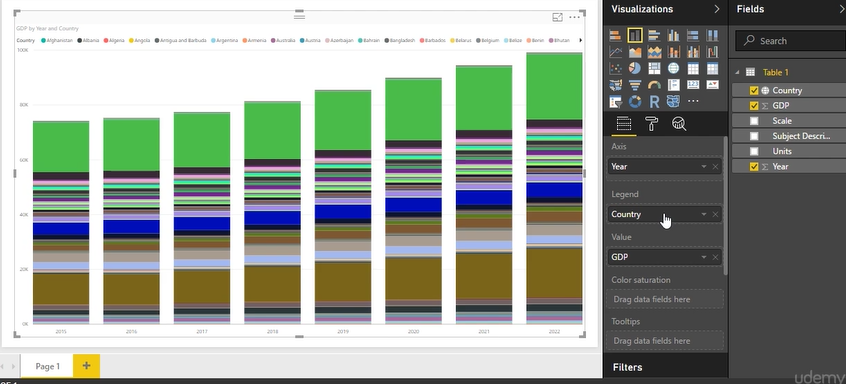 Visualizations
Fields
GDP by Year and Country
Country Afghanistan Albania Algeria Angola Antigua and Barbuda Argentina Armenia Australia Austria Azerbaijan Bahrain Bangladesh Barbados Belarus Belgium Belize Benin Bhutan
100K
80K
60K
40K
20K
0K
2015 2016 2017 2018 2019 2020 2021 2022
Page 1
R
123
Axis
Year
Legend
Country
Value
GDP
Color saturation
Drag data fields here
Tooltips
Drag data fields here
Filters
Search
Table 1
Country
GDP
Scale
Subject Descri...
Units
Year
udemy